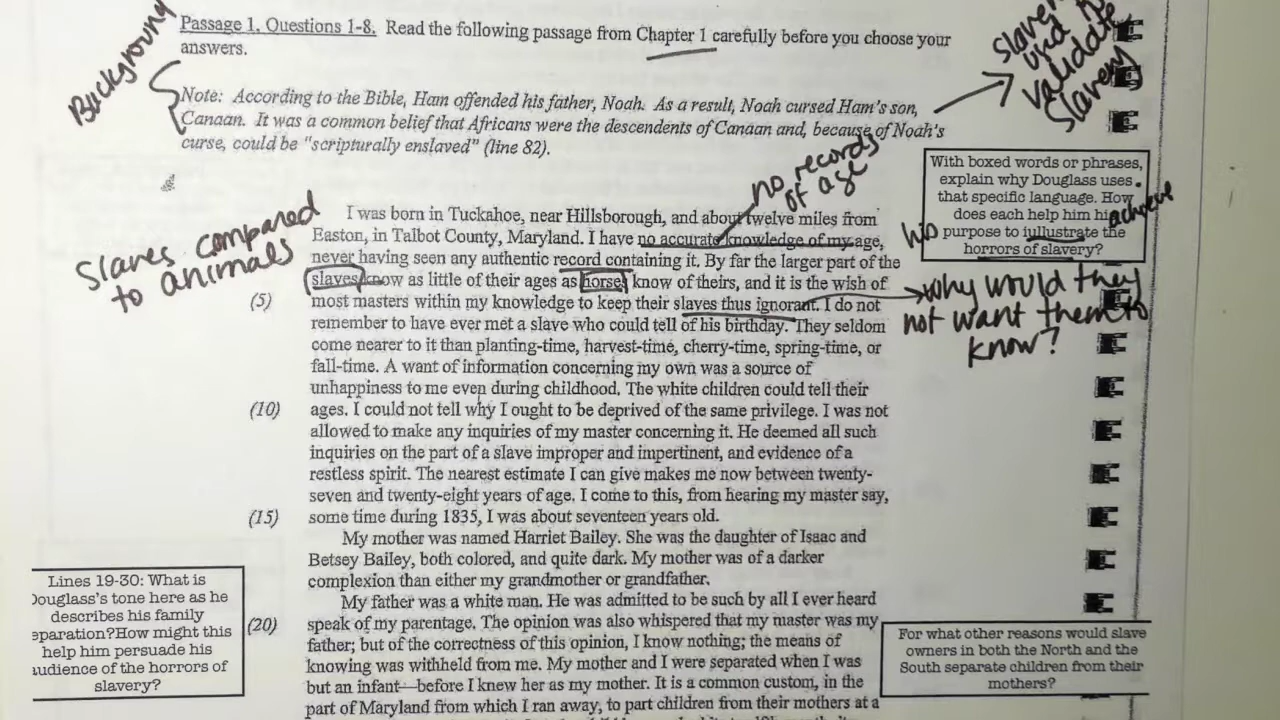 Background
Passage 1. Questions 1-8. Read the following passage from Chapter 1 carefully before you choose your
answers.
Note: According to the Bible, Ham offended his father, Noah. As a result, Noah cursed Ham's son,
Canaan. It was a common belief that Africans were the descendents of Canaan and, because of Noah's
curse, could be "scripturally enslaved" (line 82).
validate
slavery
no records
of age
Slaves compared
to animals
With boxed words or phrases,
explain why Douglass uses
that specific language. How
does each help him his achieve
purpose to iullustrate the
horrors of slavery?
I was born in Tuckahoe, near Hillsborough, and about twelve miles from
Easton, in Talbot County, Maryland. I have no accurate knowledge of my age,
never having seen any authentic record containing it. By far the larger part of the
slaves know as little of their ages as horses know of theirs, and it is the wish of
(5) most masters within my knowledge to keep their slaves thus ignorant. I do not
remember to have ever met a slave who could tell of his birthday. They seldom
come nearer to it than planting-time, harvest-time, cherry-time, spring-time, or
fall-time. A want of information concerning my own was a source of
unhappiness to me even during childhood. The white children could tell their
(10) ages. I could not tell why I ought to be deprived of the same privilege. I was not
allowed to make any inquiries of my master concerning it. He deemed all such
inquiries on the part of a slave improper and impertinent, and evidence of a
restless spirit. The nearest estimate I can give makes me now between twenty-
seven and twenty-eight years of age. I come to this, from hearing my master say,
(15) some time during 1835, I was about seventeen years old.
why would they
not want them to
know?
My mother was named Harriet Bailey. She was the daughter of Isaac and
Betsey Bailey, both colored, and quite dark. My mother was of a darker
complexion than either my grandmother or grandfather.
My father was a white man. He was admitted to be such by all I ever heard
(20) speak of my parentage. The opinion was also whispered that my master was my
father; but of the correctness of this opinion, I know nothing; the means of
knowing was withheld from me. My mother and I were separated when I was
but an infant—before I knew her as my mother. It is a common custom, in the
part of Maryland from which I ran away, to part children from their mothers at a
Lines 19-30: What is
Douglass's tone here as he
describes his family
eparation?How might this
help him persuade his
audience of the horrors of
slavery?
For what other reasons would slave
owners in both the North and the
South separate children from their
mothers?